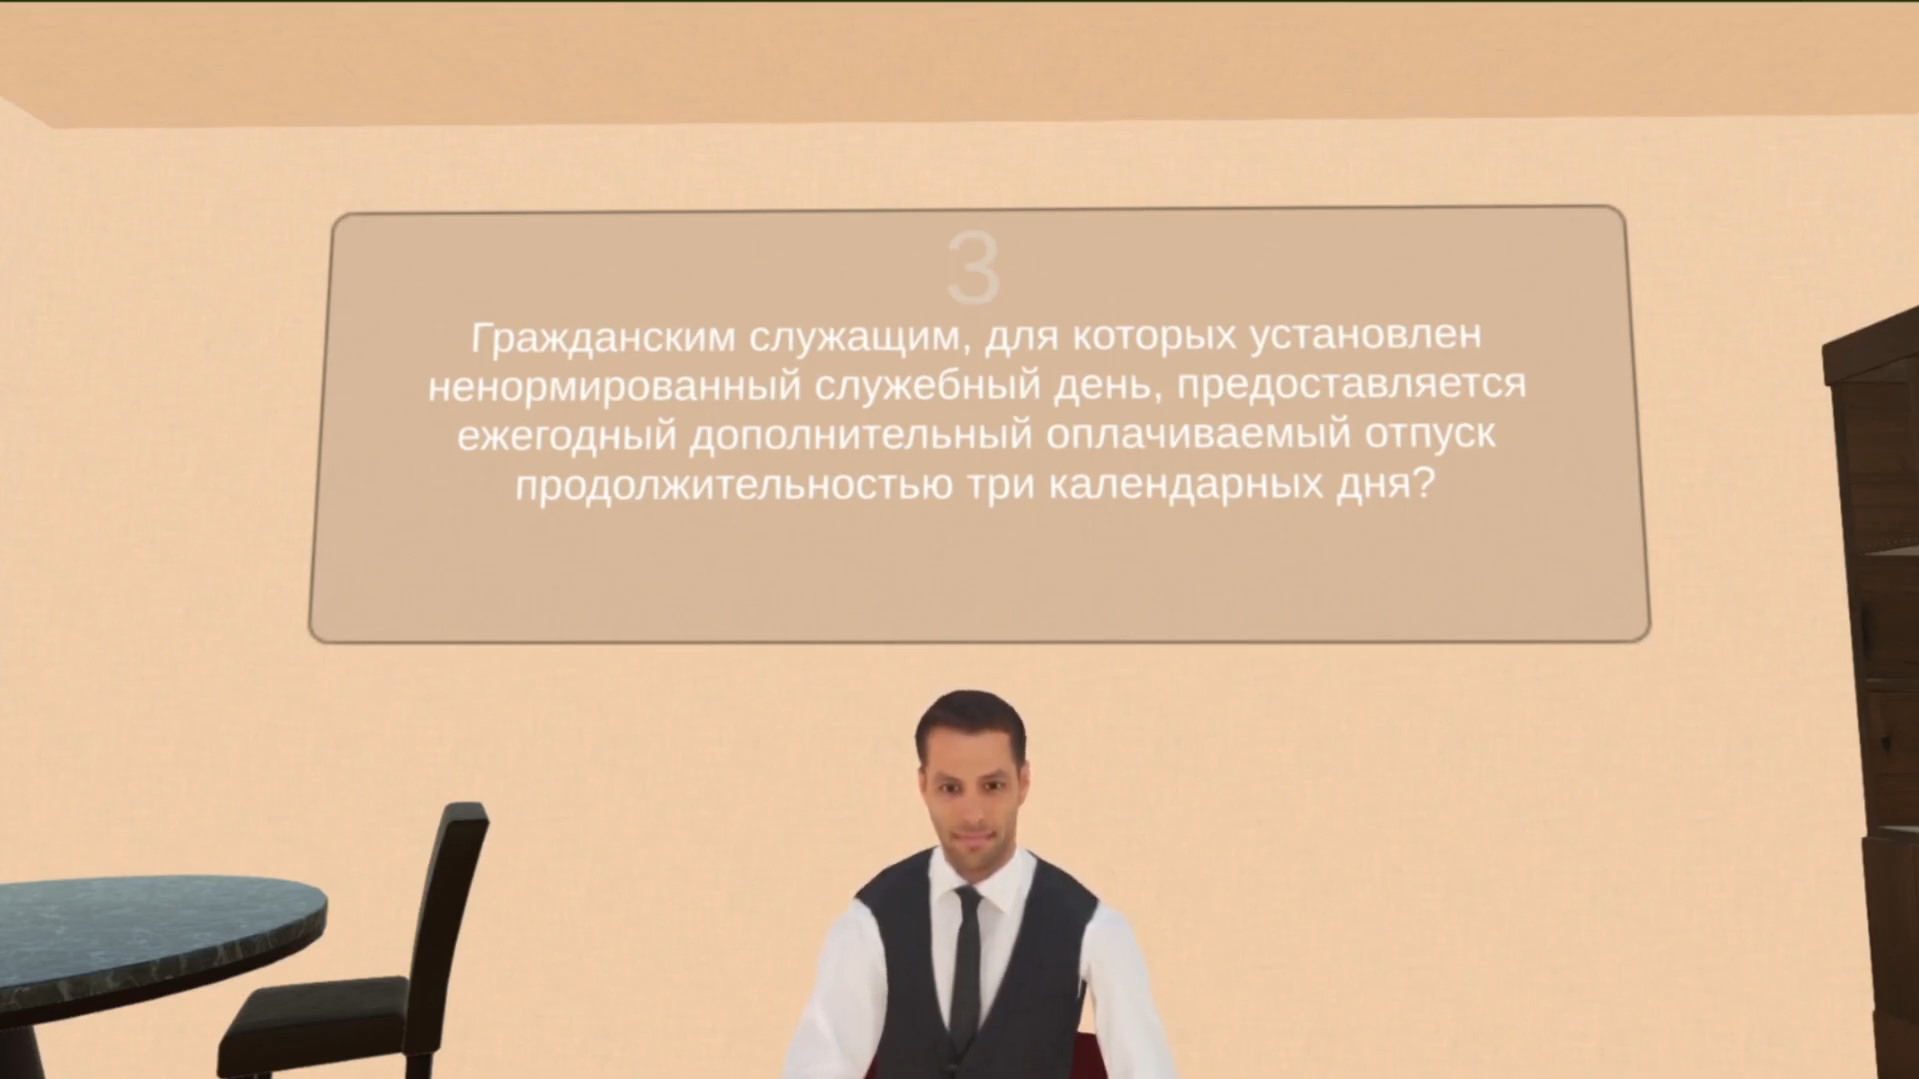 3
Гражданским служащим, для которых установлен
ненормированный служебный день, предоставляется
ежегодный дополнительный оплачиваемый отпуск
продолжительностью три календарных дня?